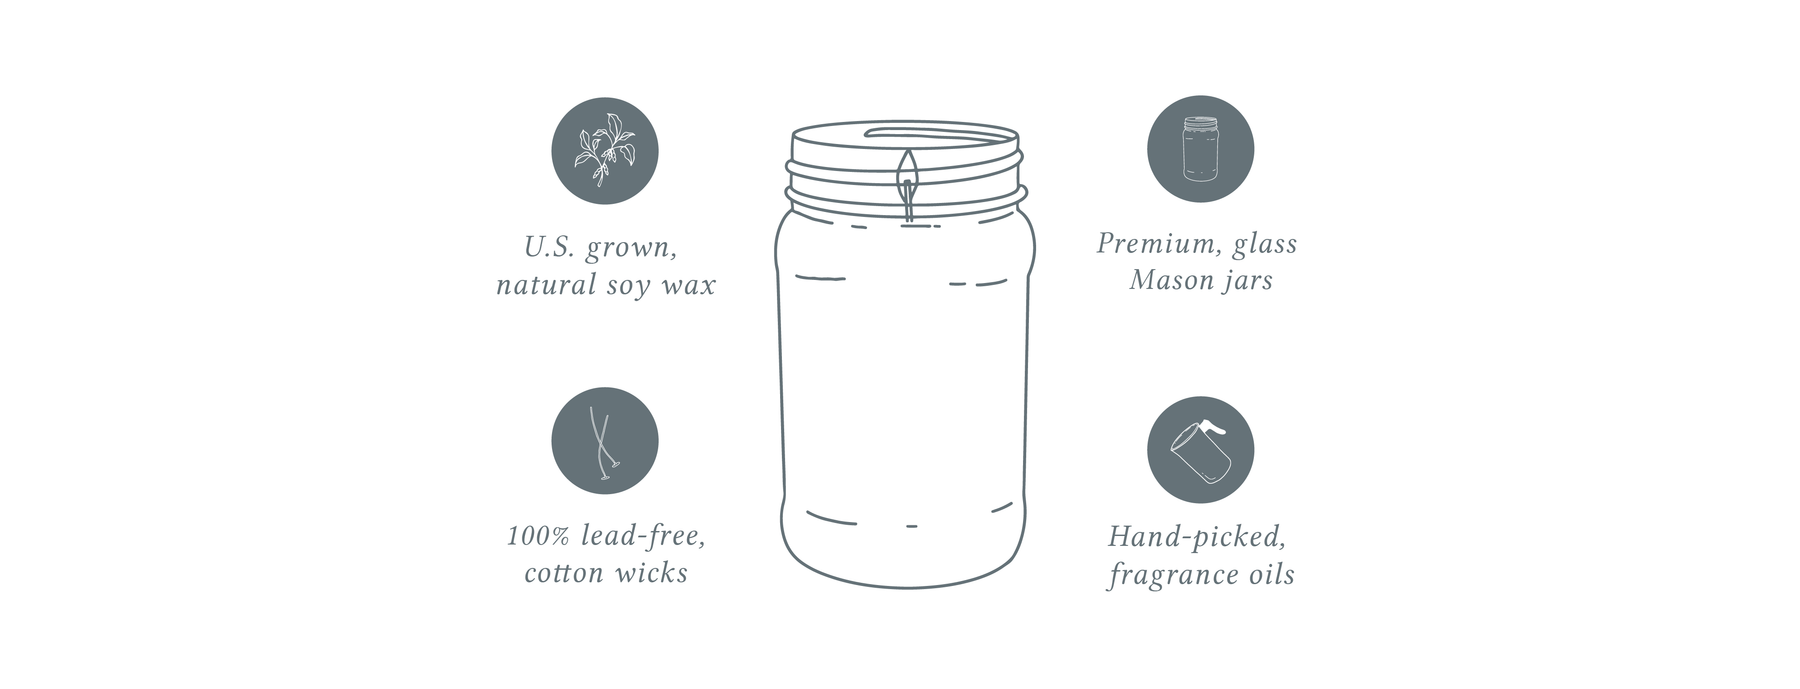 U.S. grown,
natural soy wax
Premium, glass
Mason jars
100% lead-free,
cotton wicks
Hand-picked,
fragrance oils